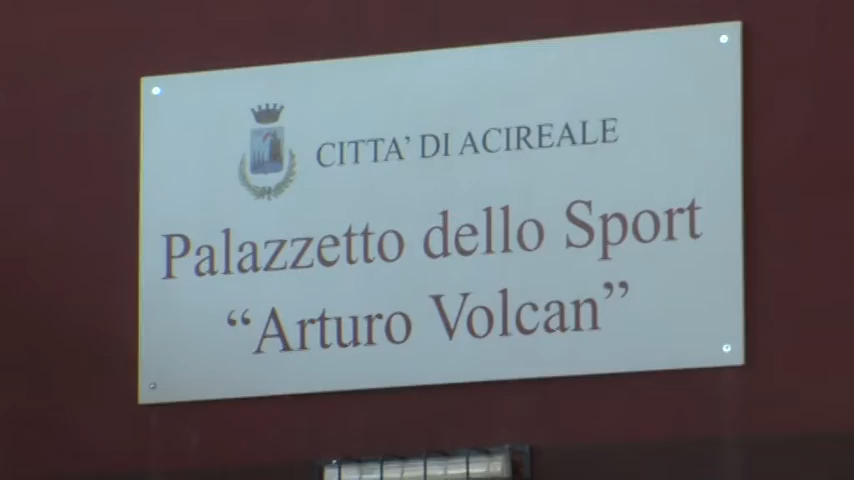 CITTA' DI ACIREALE
Palazzetto dello Sport
“Arturo Volcan”